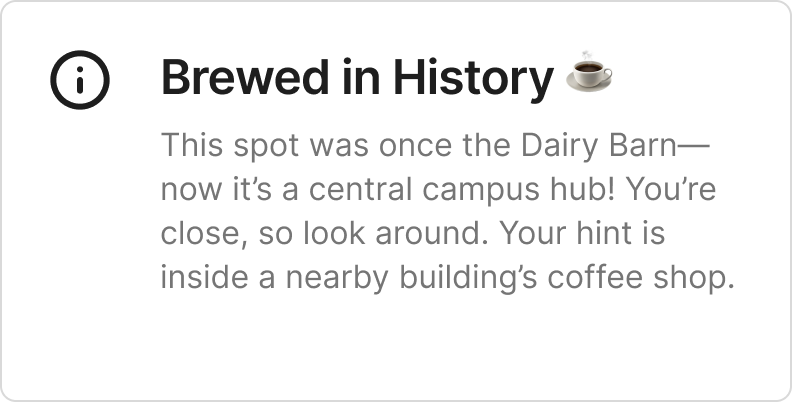 Brewed in History ☕
This spot was once the Dairy Barn—
now it’s a central campus hub! You’re
close, so look around. Your hint is
inside a nearby building’s coffee shop.